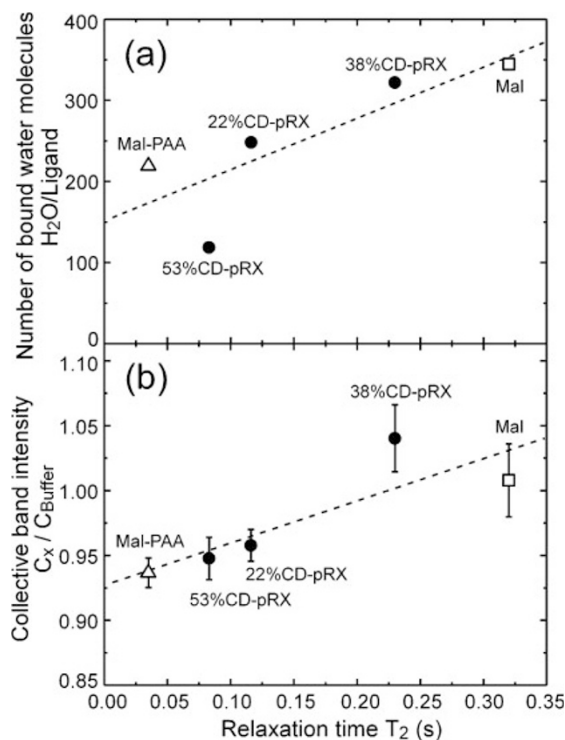 Number of bound water molecules
H₂O/Ligand
400
300
200
100
0
(a)
38%CD-pRX
Mal
22%CD-pRX
Mal-PAA
53%CD-pRX
Collective band intensity
Cₓ / C_Buffer
1.10
1.05
1.00
0.95
0.90
0.85
(b)
38%CD-pRX
Mal
Mal-PAA
22%CD-pRX
53%CD-pRX
0.00 0.05 0.10 0.15 0.20 0.25 0.30 0.35
Relaxation time T₂ (s)